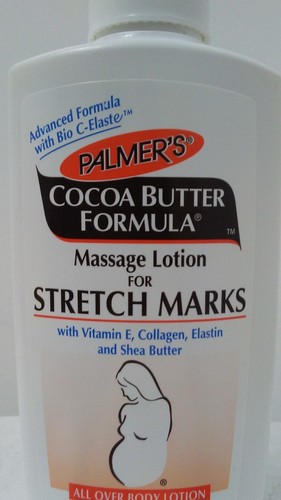 Advanced Formula
with Bio C-Elaste™
PALMER'S®
COCOA BUTTER
FORMULA®
TM
Massage Lotion
FOR
STRETCH MARKS
with Vitamin E, Collagen, Elastin
and Shea Butter
®
ALL OVER BODY LOTION